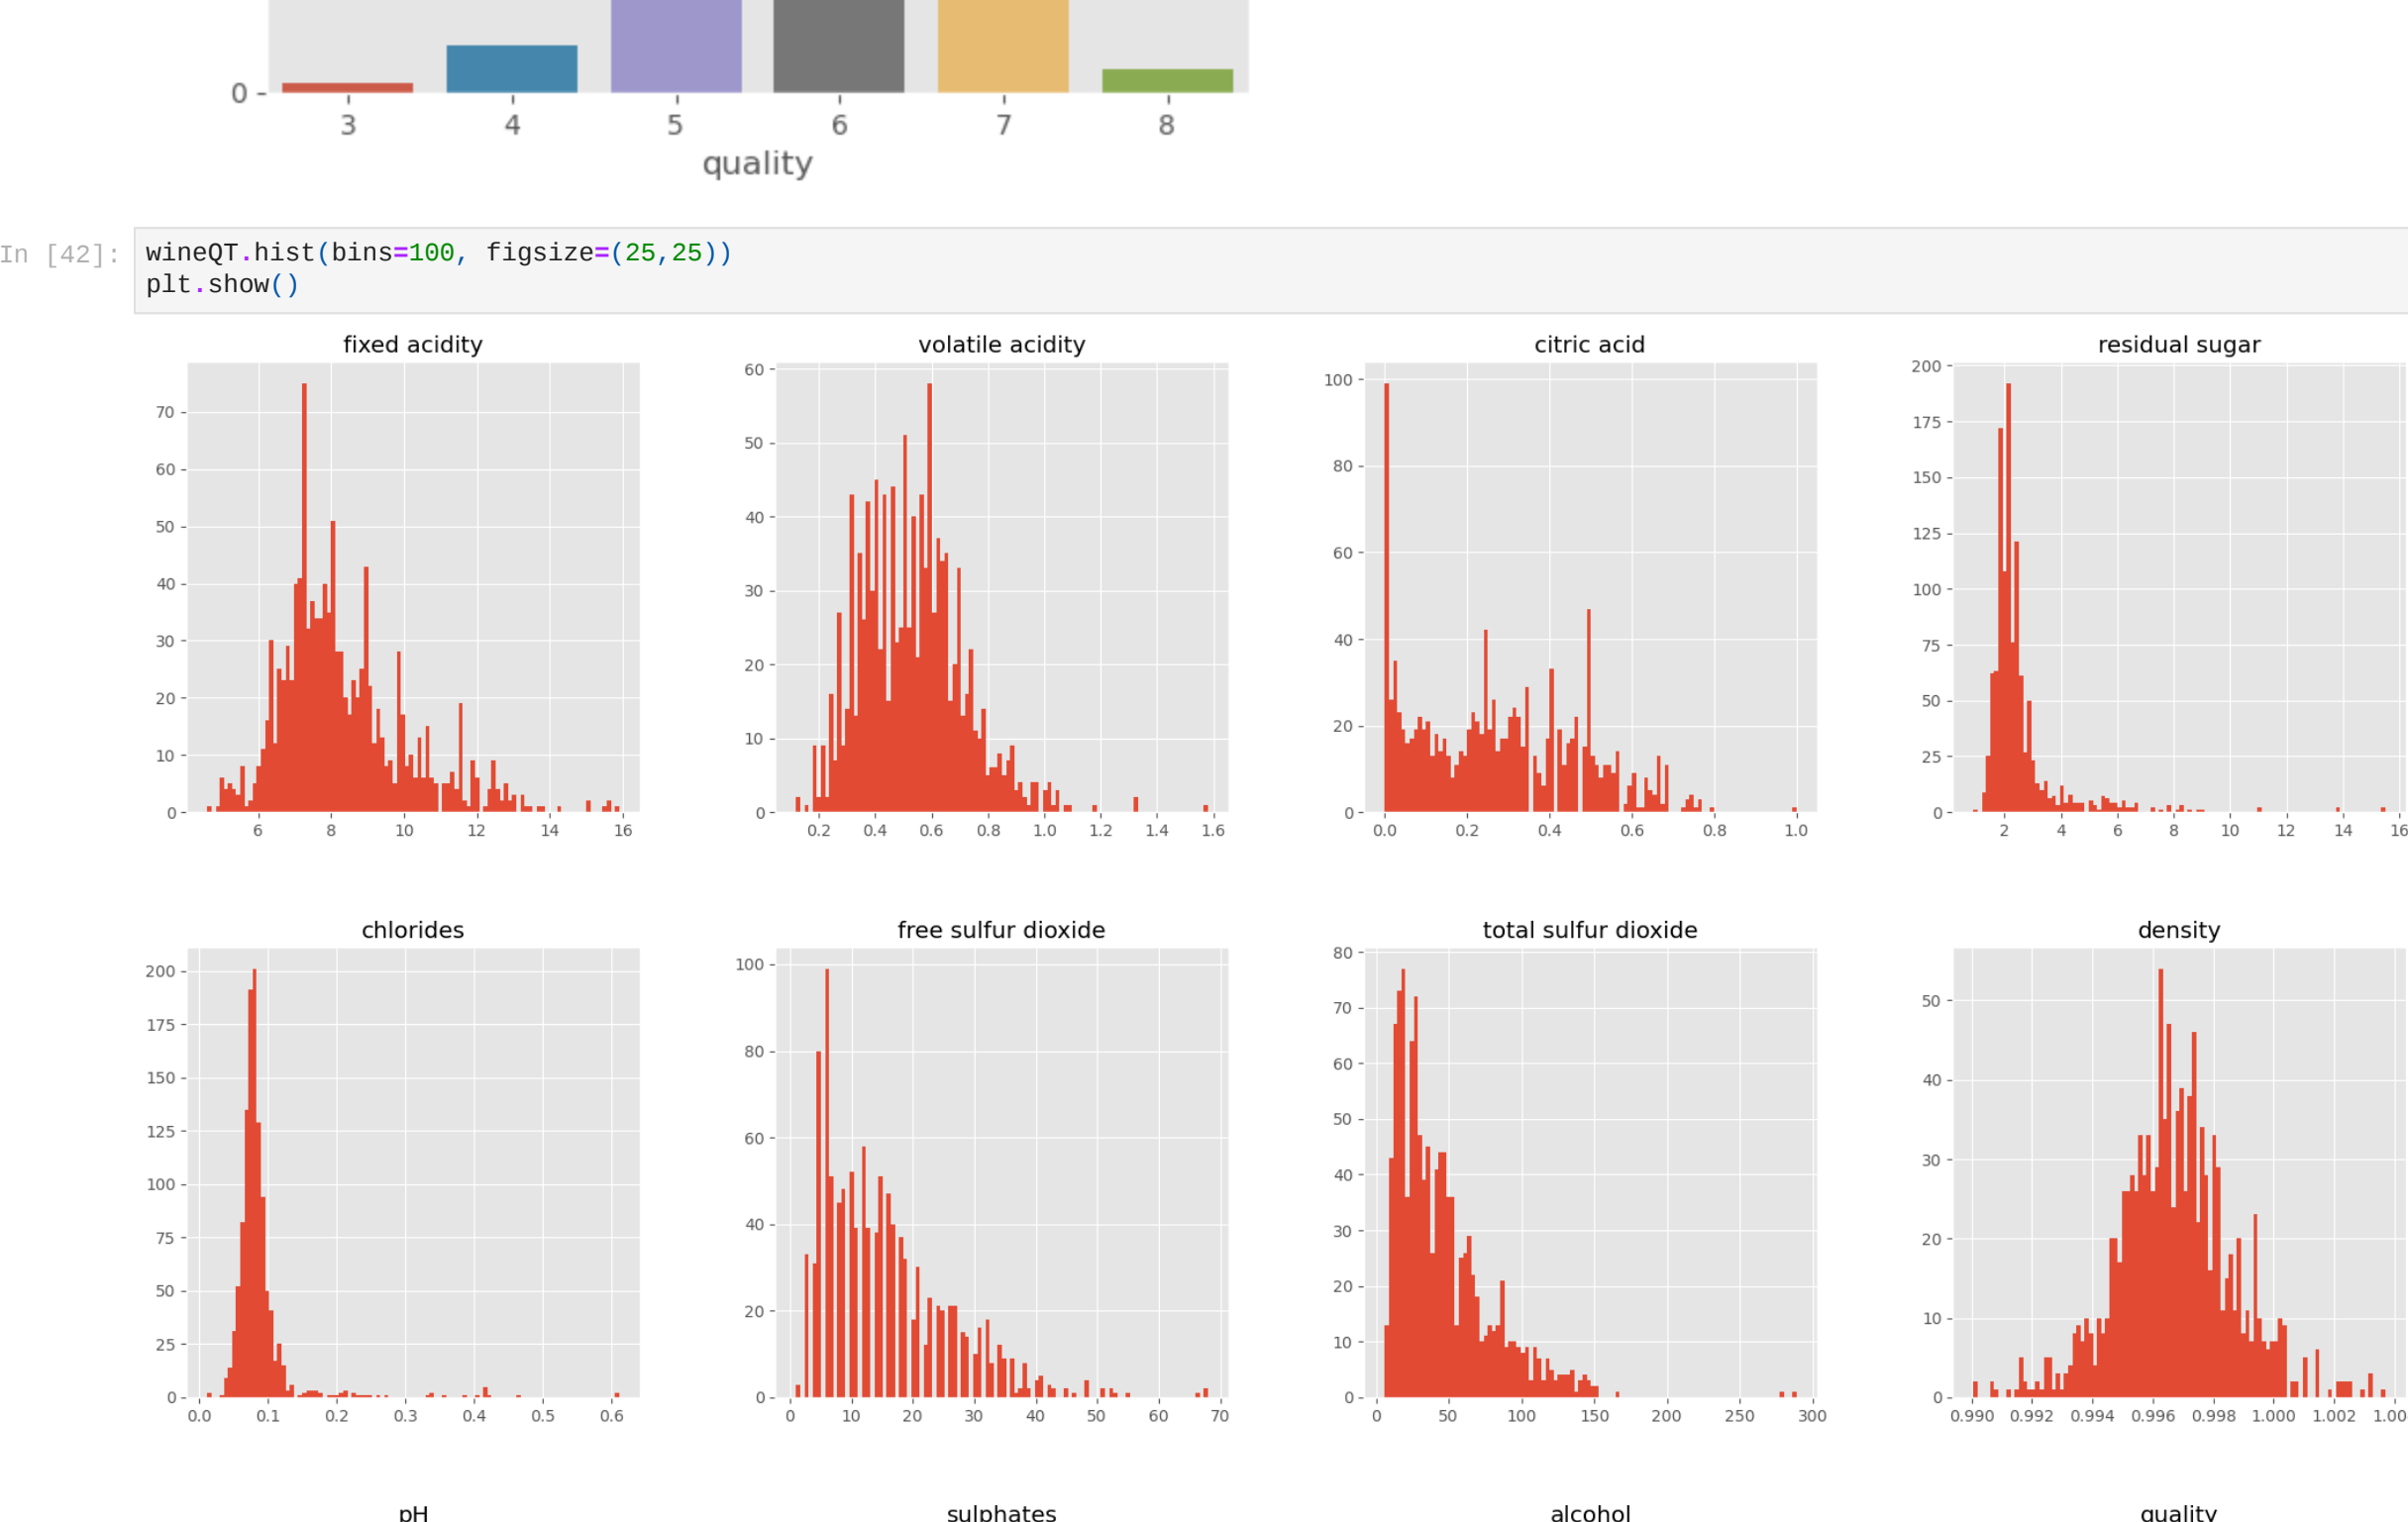 0
3 4 5 6 7 8
quality
In [42]:
wineQT.hist(bins=100, figsize=(25,25))
plt.show()
fixed acidity
70
60
50
40
30
20
10
0
6 8 10 12 14 16
volatile acidity
60
50
40
30
20
10
0
0.2 0.4 0.6 0.8 1.0 1.2 1.4 1.6
citric acid
100
80
60
40
20
0
0.0 0.2 0.4 0.6 0.8 1.0
residual sugar
200
175
150
125
100
75
50
25
0
2 4 6 8 10 12 14 16
chlorides
200
175
150
125
100
75
50
25
0
0.0 0.1 0.2 0.3 0.4 0.5 0.6
free sulfur dioxide
100
80
60
40
20
0
0 10 20 30 40 50 60 70
total sulfur dioxide
80
70
60
50
40
30
20
10
0
0 50 100 150 200 250 300
density
50
40
30
20
10
0
0.990 0.992 0.994 0.996 0.998 1.000 1.002 1.00
pH
sulphates
alcohol
quality